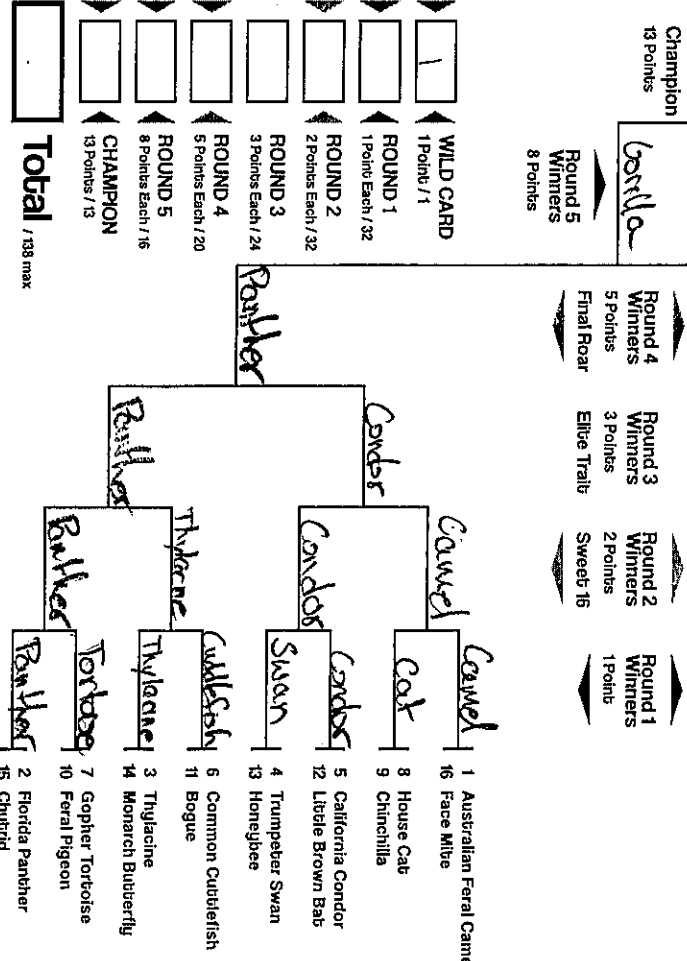 Champion
13 Points
Gorilla
Round 5
Winners
8 Points
Round 4
Winners
5 Points
Final Roar
Round 3
Winners
3 Points
Elite Trait
Round 2
Winners
2 Points
Sweet 16
Round 1
Winners
1 Point
WILD CARD
1 Point / 1
ROUND 1
1 Point Each / 32
ROUND 2
2 Points Each / 32
ROUND 3
3 Points Each / 24
ROUND 4
5 Points Each / 20
ROUND 5
8 Points Each / 16
CHAMPION
13 Points / 13
Total / 138 max
Panther
Condor
Panther
Camel
Condor
Thylacine
Panther
Camel
Cat
Condor
Swan
Cuttlefish
Thylacine
Tortoise
Panther
1 Australian Feral Came
16 Face Mite
8 House Cat
9 Chinchilla
5 California Condor
12 Little Brown Bat
4 Trumpeter Swan
13 Honeybee
6 Common Cuttlefish
11 Bogue
3 Thylacine
14 Monarch Butterfly
7 Gopher Tortoise
10 Feral Pigeon
2 Florida Panther
15 Chytrid